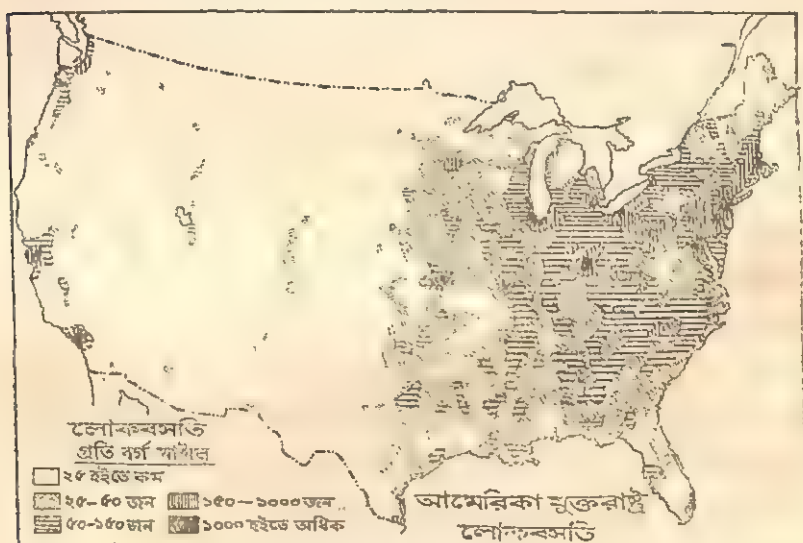 লোকবসতি
প্রতি বর্গ মাইলে
২৫ হইতে কম
২৫-৫০ জন
১৫০-১০০০ জন
৫০-১৫০ জন
১০০০ হইতে অধিক
আমেরিকা যুক্তরাষ্ট্র
লোকবসতি